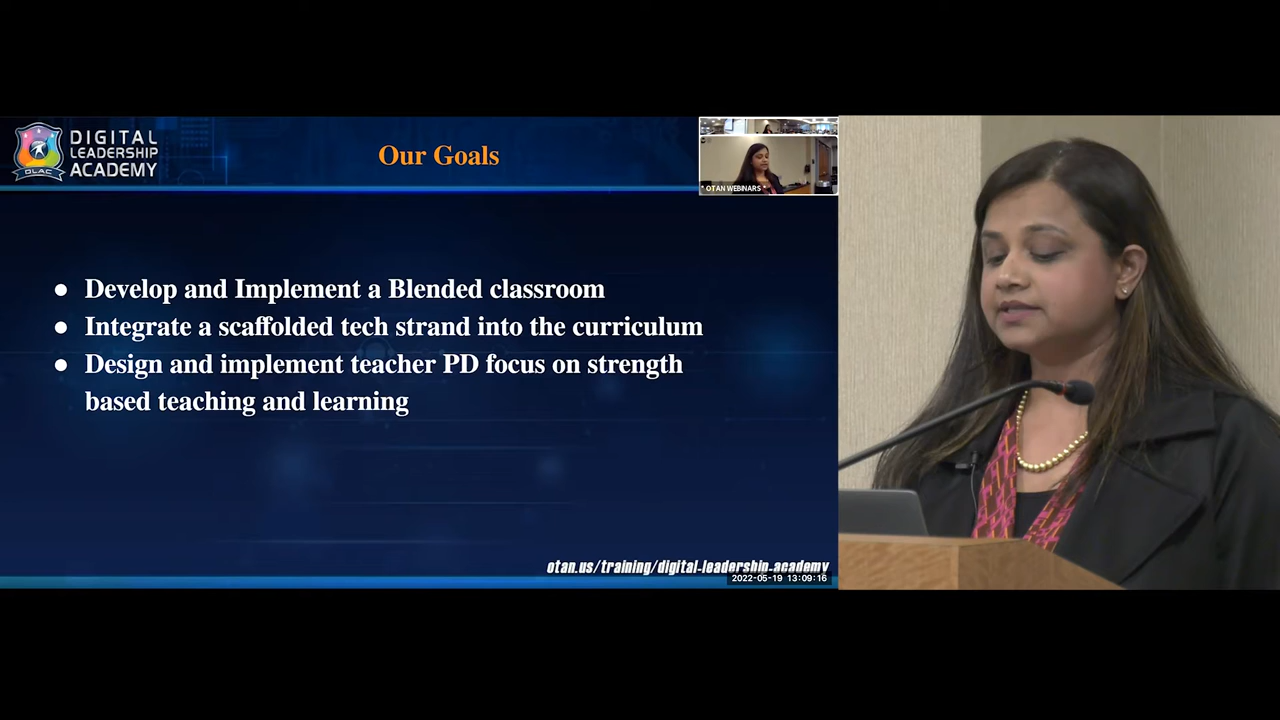 DIGITAL
LEADERSHIP
ACADEMY
DLAC
Our Goals
* OTAN WEBINARS *
● Develop and Implement a Blended classroom
● Integrate a scaffolded tech strand into the curriculum
● Design and implement teacher PD focus on strength
based teaching and learning
otan.us/training/digital-leadership-academy
2022-05-19 13:09:16